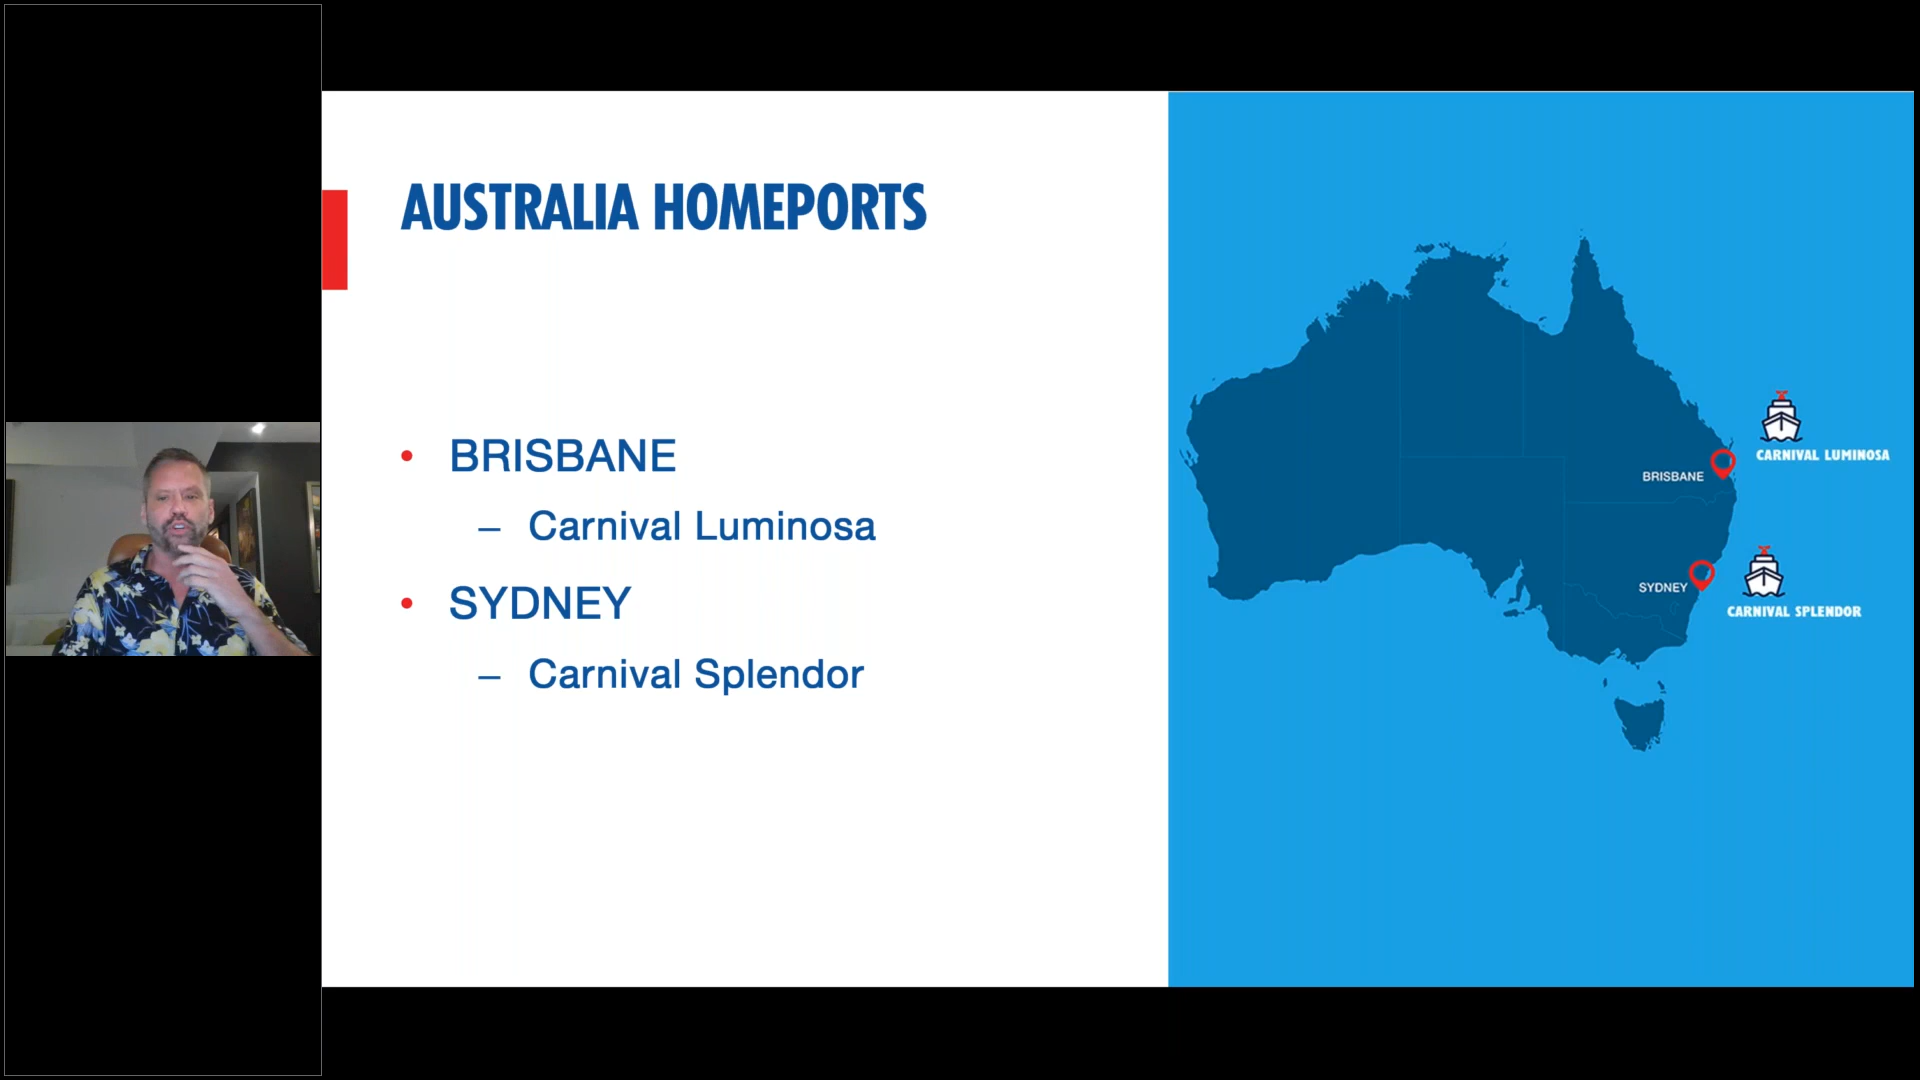 AUSTRALIA HOMEPORTS
• BRISBANE
– Carnival Luminosa
• SYDNEY
– Carnival Splendor
CARNIVAL LUMINOSA
BRISBANE
SYDNEY
CARNIVAL SPLENDOR